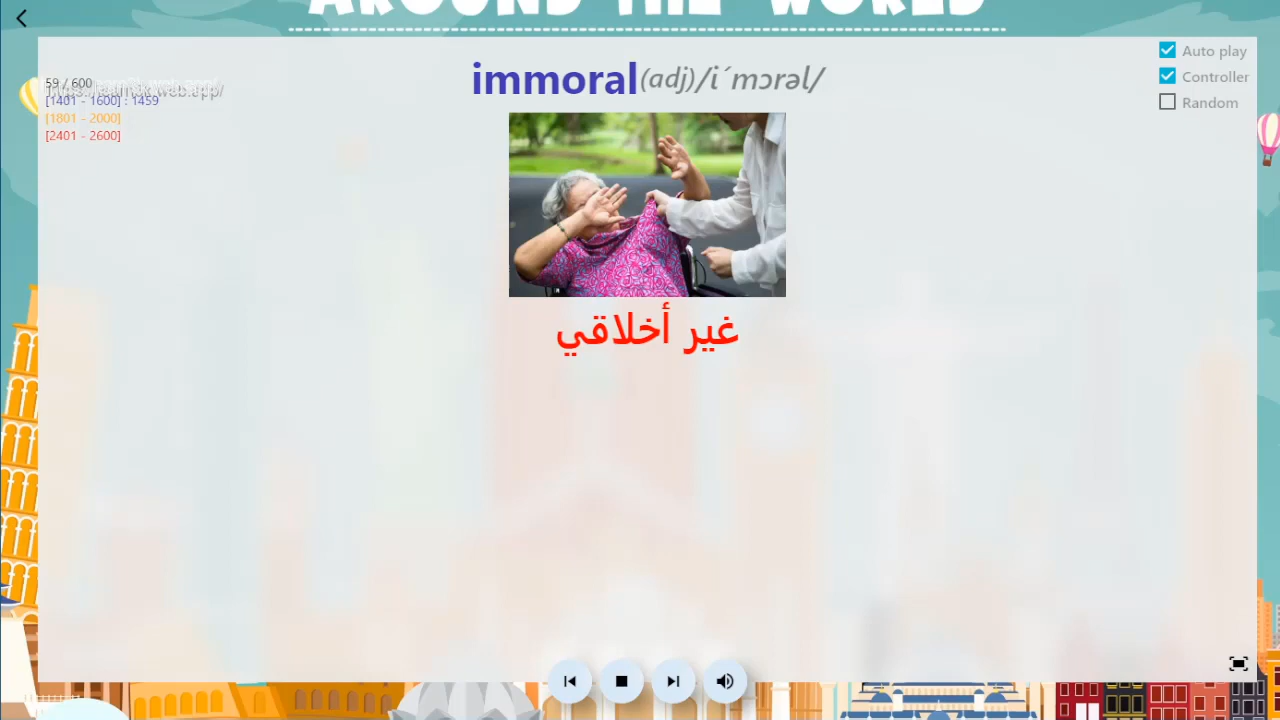 AROUND THE WORLD
59 / 600
[1401 - 1600] : 1459
[1801 - 2000]
[2401 - 2600]
immoral(adj)/i´mɔrəl/
غير أخلاقي
Auto play
Controller
Random